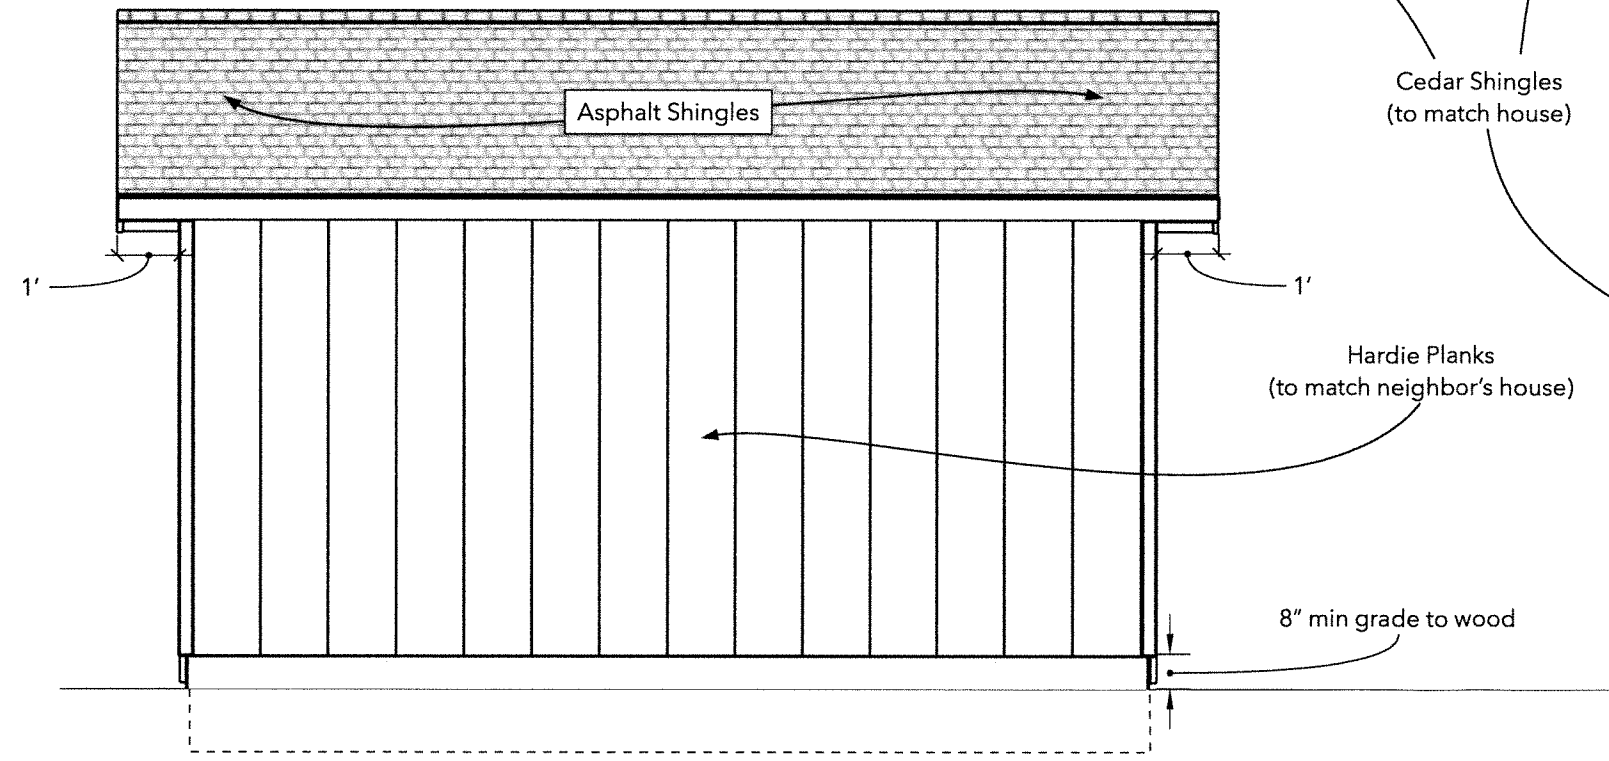 Asphalt Shingles
Cedar Shingles
(to match house)
1′
1′
Hardie Planks
(to match neighbor’s house)
8″ min grade to wood